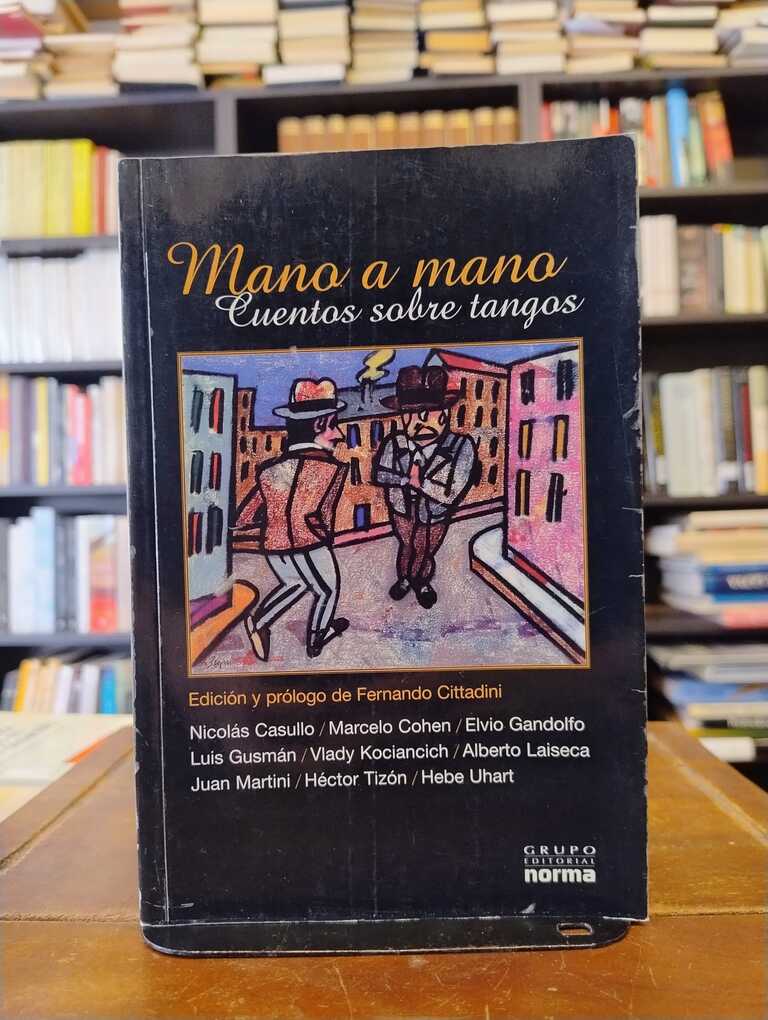 Mano a mano
Cuentos sobre tangos
Edición y prólogo de Fernando Cittadini
Nicolás Casullo / Marcelo Cohen / Elvio Gandolfo
Luis Gusmán / Vlady Kociancich / Alberto Laiseca
Juan Martini / Héctor Tizón / Hebe Uhart
GRUPO
EDITORIAL
norma